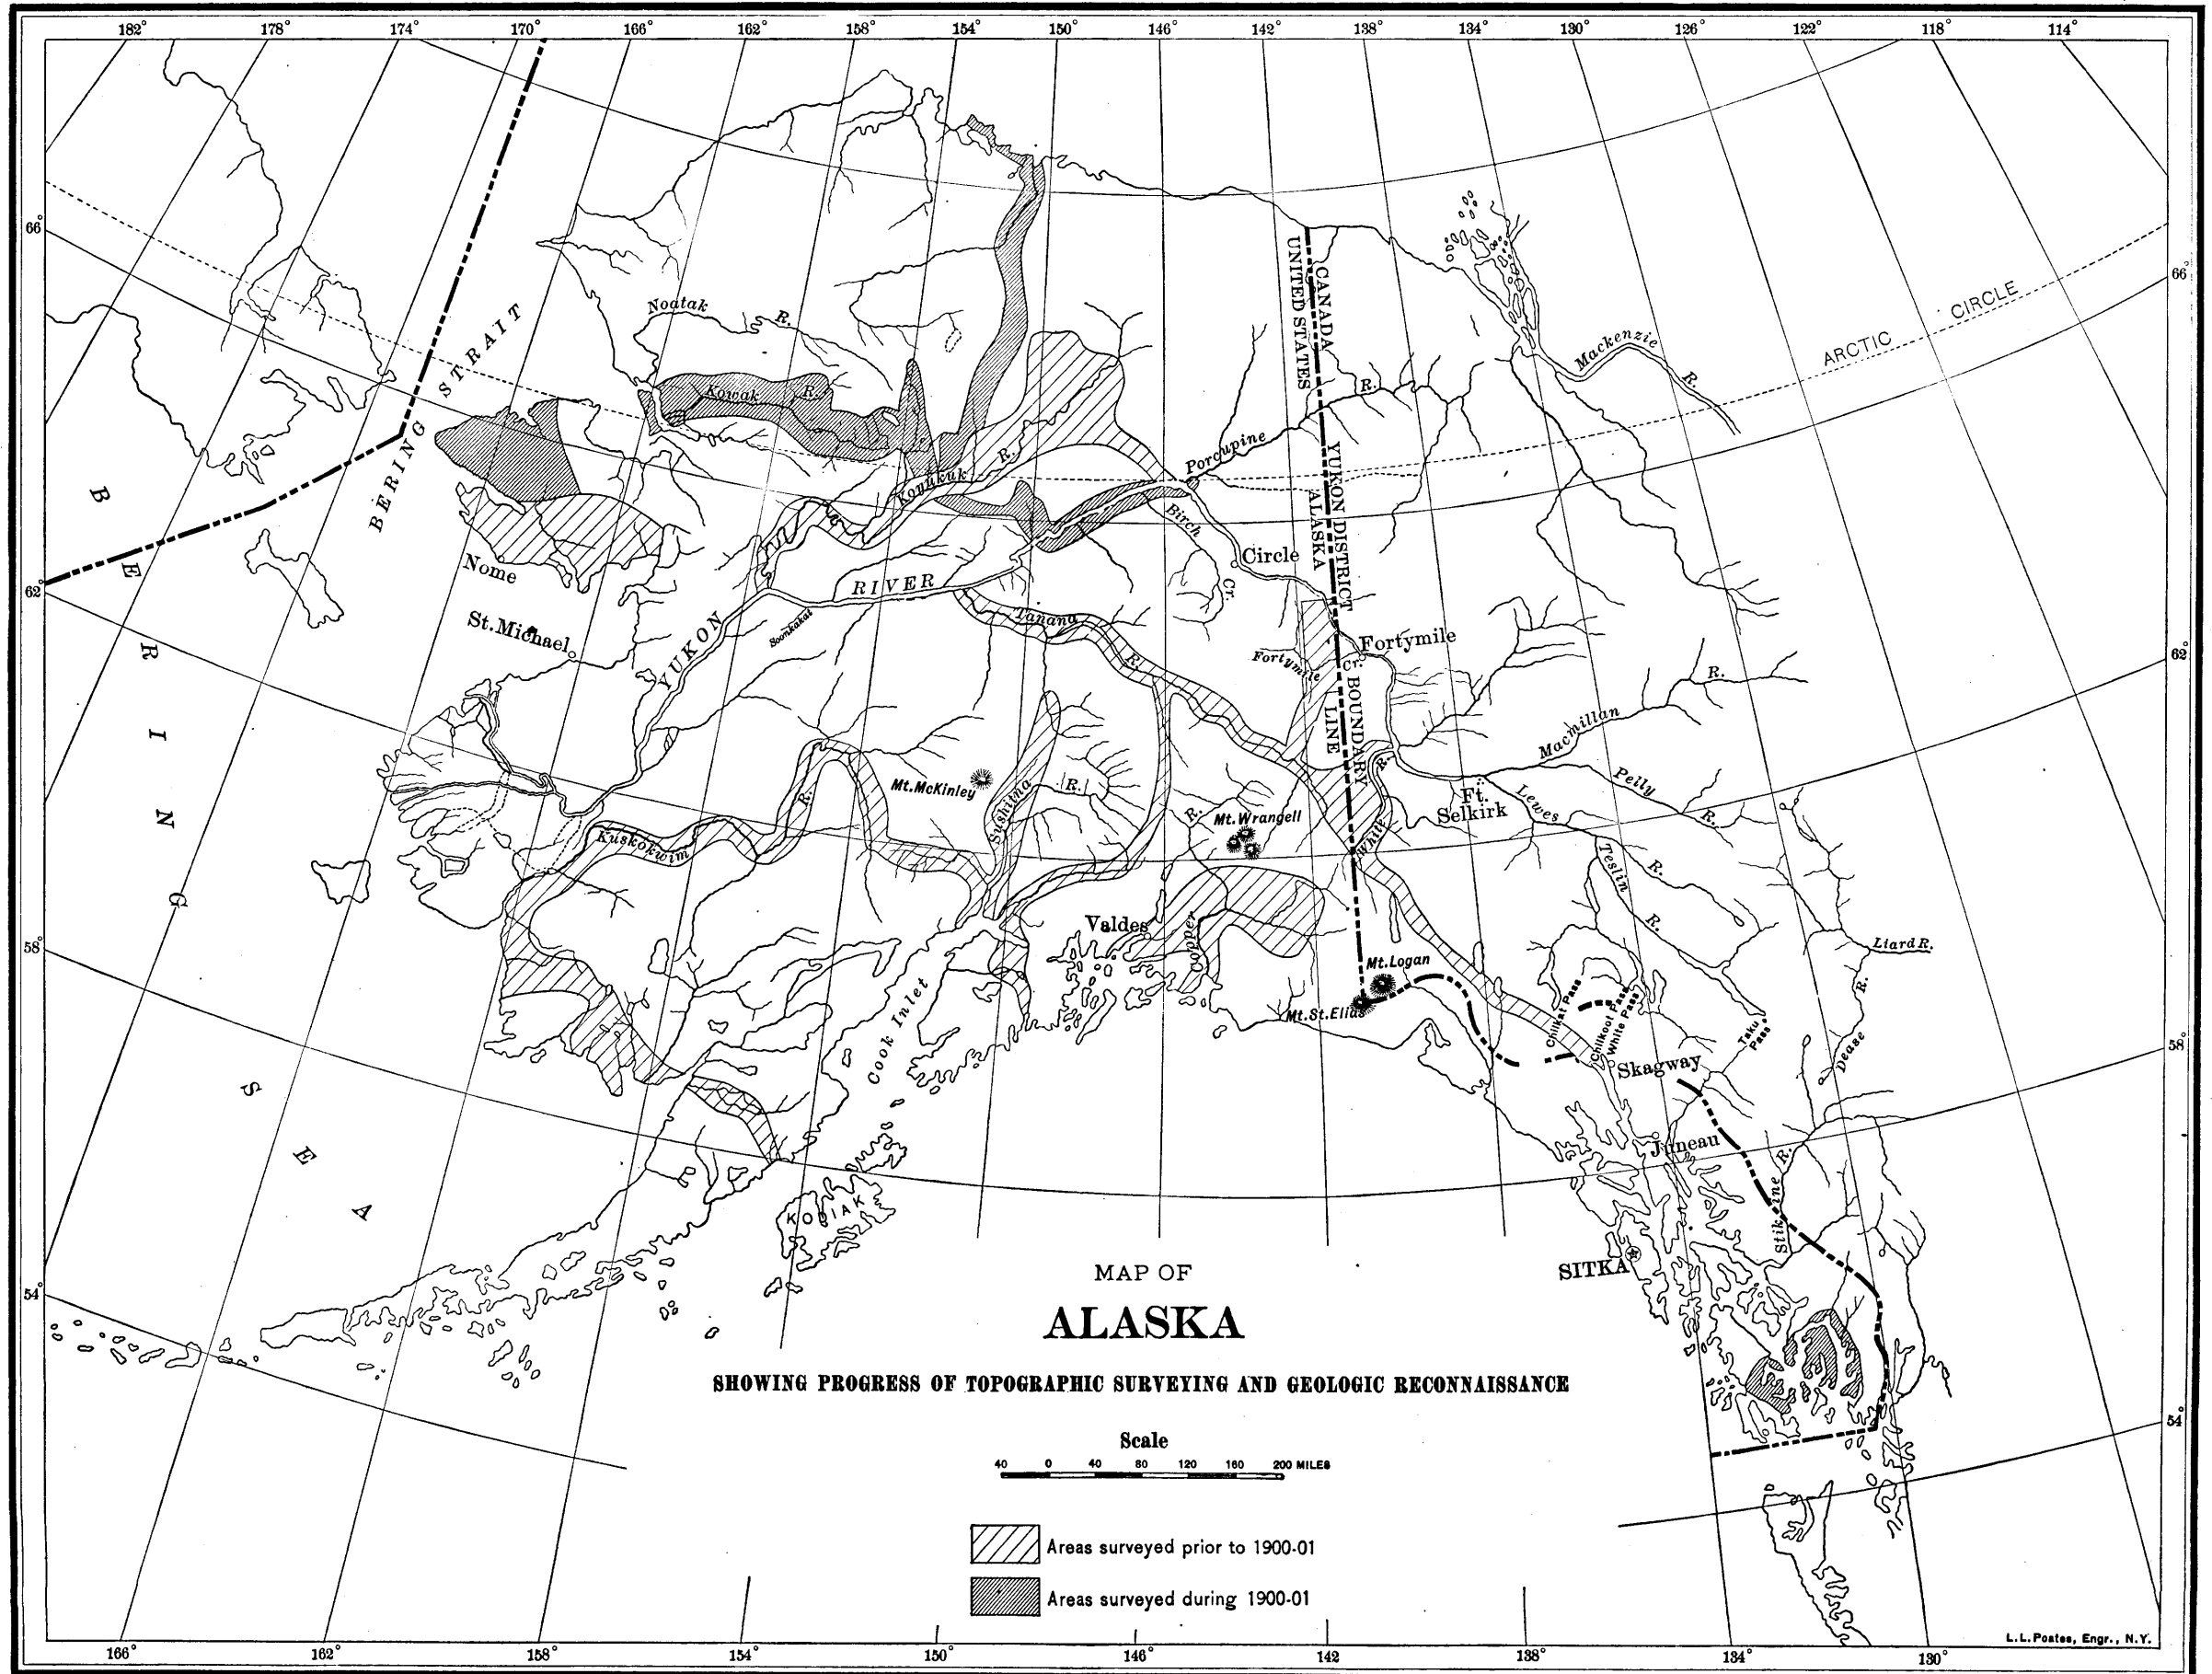 182° 178° 174° 170° 166° 162° 158° 154° 150° 146° 142° 138° 134° 130° 126° 122° 118° 114°
66°
66°
62°
62°
58°
58°
54°
54°
BERING STRAIT
BERING
SEA
Noatak R.
Kowak R.
Konukuk R.
CANADA
UNITED STATES
Mackenzie R.
ARCTIC CIRCLE
Porcupine R.
YUKON DISTRICT
ALASKA
BOUNDARY
LINE
Birch Cr.
Circle
Nome
St. Michael
YUKON RIVER
Soonkakat
Tanana R.
Fortymile
Fortymile Cr.
Macmillan R.
Pelly R.
Ft. Selkirk
Lewes R.
Teslin R.
White R.
Mt. McKinley
Sushitna R.
Mt. Wrangell
R.
Kuskokwim R.
Valdes
Copper
Liard R.
Dease R.
Mt. Logan
Mt. St. Elias
Chilkat Pass
Chilkoot Pass
White Pass
Taku Pass
Skagway
Juneau
Stikine R.
SITKA
Cook Inlet
KODIAK
MAP OF
ALASKA
SHOWING PROGRESS OF TOPOGRAPHIC SURVEYING AND GEOLOGIC RECONNAISSANCE
Scale
40 0 40 80 120 160 200 MILES
Areas surveyed prior to 1900-01
Areas surveyed during 1900-01
L.L. Poates, Engr., N.Y.
166° 162° 158° 154° 150° 146° 142° 138° 134° 130°